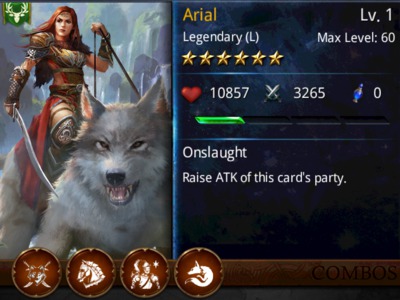 Arial
Lv. 1
Legendary (L)
Max Level: 60
10857
3265
0
Onslaught
Raise ATK of this card's party.
COMBOS